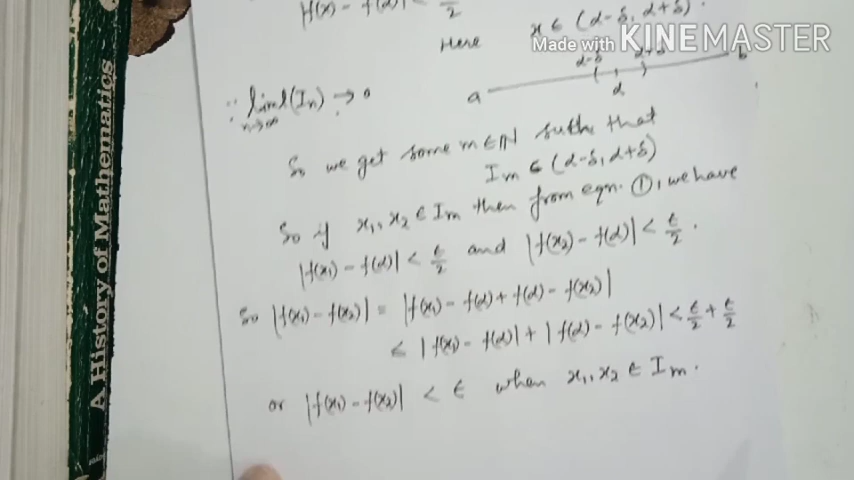 |f(x) - f(α)| < ε/2
Here x ∈ (α-δ, α+δ).
Made with KINEMASTER
α-δ α+δ
a α b
∵ lim l(In) → 0
n→∞
So we get some m ∈ ℕ such that
Im ⊂ (α-δ, α+δ)
So if x₁, x₂ ∈ Im then from eqn. ①, we have
|f(x₁) - f(α)| < ε/2 and |f(x₂) - f(α)| < ε/2.
So |f(x₁) - f(x₂)| = |f(x₁) - f(α) + f(α) - f(x₂)|
≤ |f(x₁) - f(α)| + |f(α) - f(x₂)| < ε/2 + ε/2
or |f(x₁) - f(x₂)| < ε when x₁, x₂ ∈ Im.
A History of Mathematics